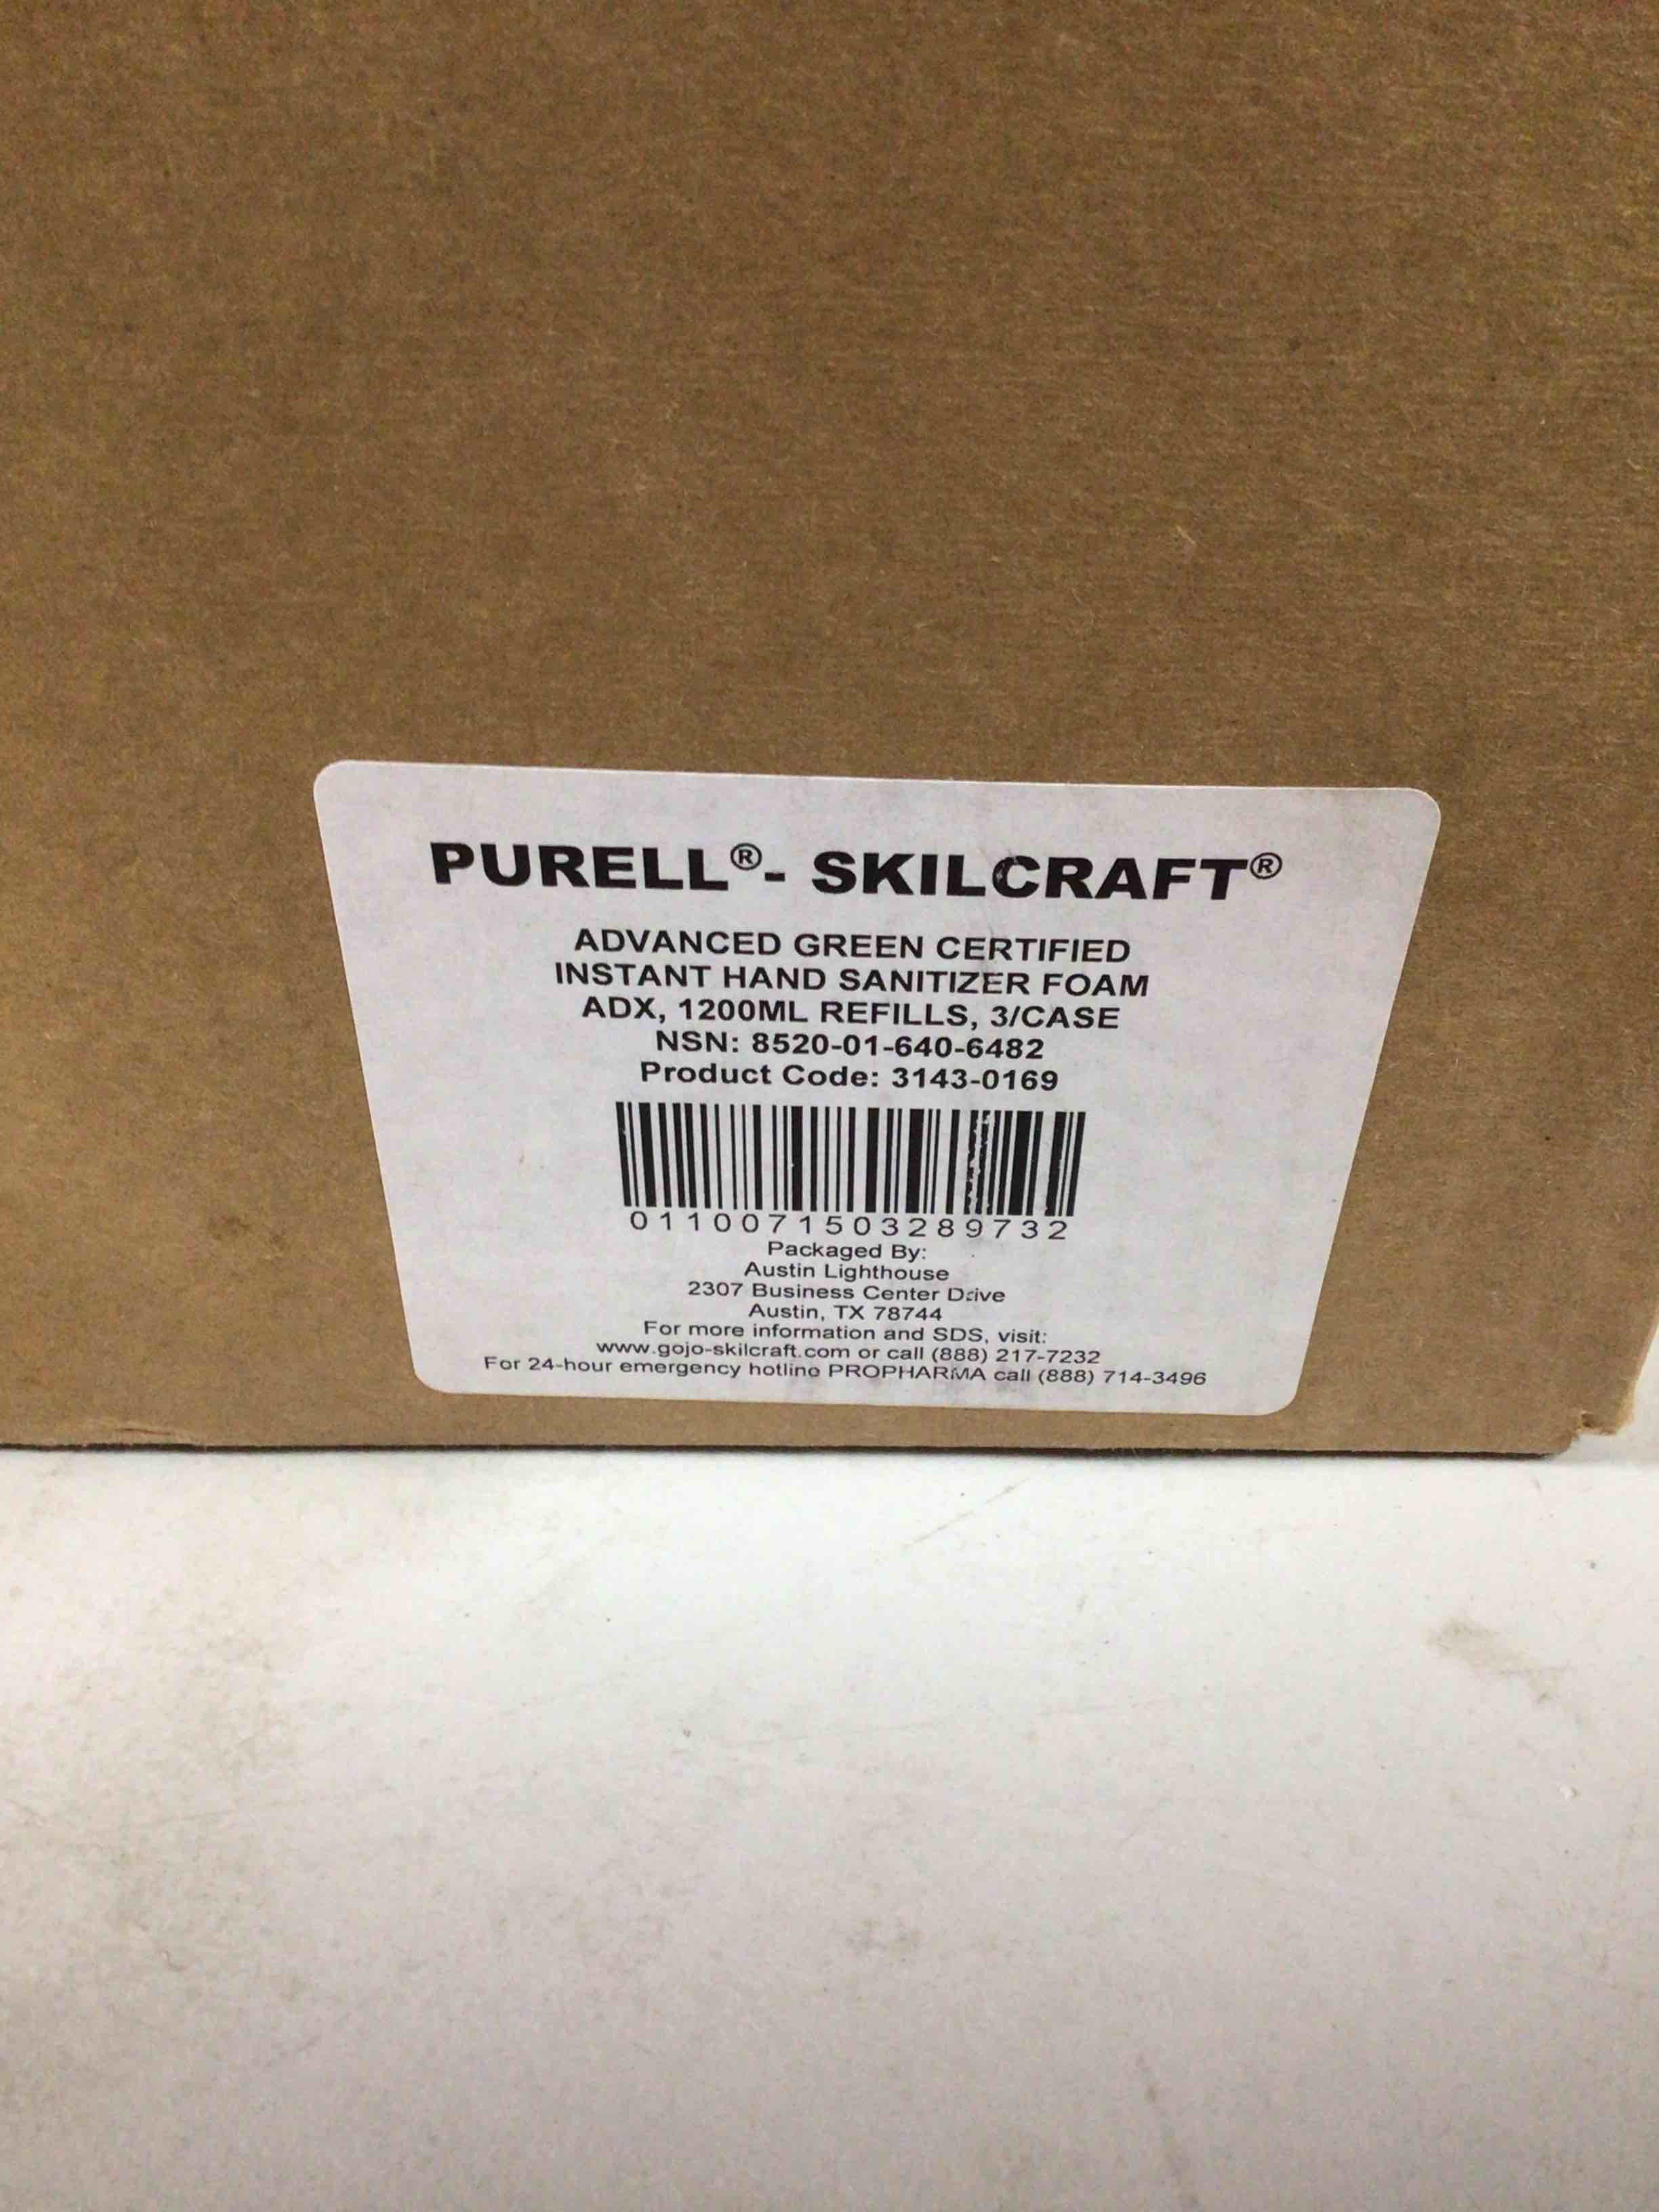 PURELL®- SKILCRAFT®
ADVANCED GREEN CERTIFIED
INSTANT HAND SANITIZER FOAM
ADX, 1200ML REFILLS, 3/CASE
NSN: 8520-01-640-6482
Product Code: 3143-0169
0110071503289732
Packaged By:
Austin Lighthouse
2307 Business Center Drive
Austin, TX 78744
For more information and SDS, visit:
www.gojo-skilcraft.com or call (888) 217-7232
For 24-hour emergency hotline PROPHARMA call (888) 714-3496